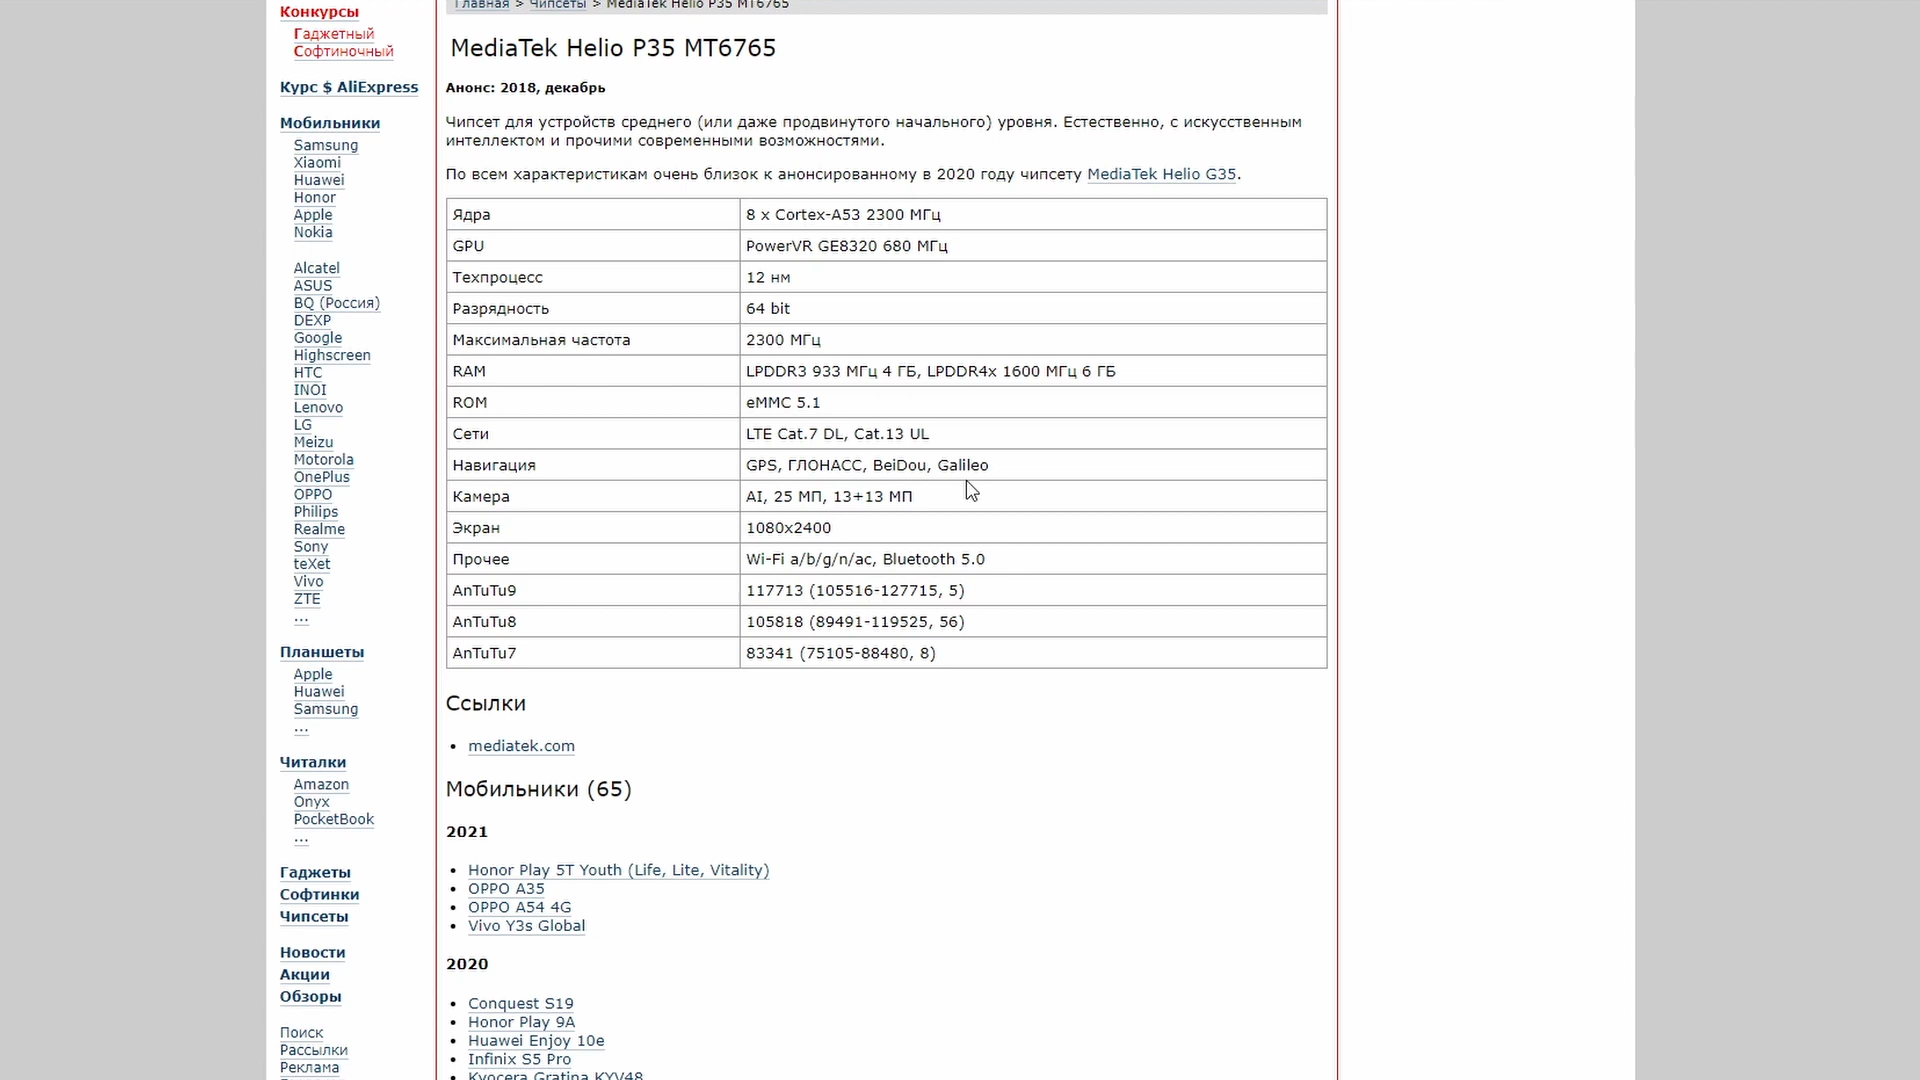 Конкурсы
Гаджетный
Софтиночный
Курс $ AliExpress
Мобильники
Samsung
Xiaomi
Huawei
Honor
Apple
Nokia
Alcatel
ASUS
BQ (Россия)
DEXP
Google
Highscreen
HTC
INOI
Lenovo
LG
Meizu
Motorola
OnePlus
OPPO
Philips
Realme
Sony
teXet
Vivo
ZTE
...
Планшеты
Apple
Huawei
Samsung
...
Читалки
Amazon
Onyx
PocketBook
...
Гаджеты
Софтинки
Чипсеты
Новости
Акции
Обзоры
Поиск
Рассылки
Реклама
Главная > Чипсеты > MediaTek Helio P35 MT6765
MediaTek Helio P35 MT6765
Анонс: 2018, декабрь
Чипсет для устройств среднего (или даже продвинутого начального) уровня. Естественно, с искусственным
интеллектом и прочими современными возможностями.
По всем характеристикам очень близок к анонсированному в 2020 году чипсету MediaTek Helio G35.
Ядра 8 x Cortex-A53 2300 МГц
GPU PowerVR GE8320 680 МГц
Техпроцесс 12 нм
Разрядность 64 bit
Максимальная частота 2300 МГц
RAM LPDDR3 933 МГц 4 ГБ, LPDDR4x 1600 МГц 6 ГБ
ROM eMMC 5.1
Сети LTE Cat.7 DL, Cat.13 UL
Навигация GPS, ГЛОНАСС, BeiDou, Galileo
Камера AI, 25 МП, 13+13 МП
Экран 1080x2400
Прочее Wi-Fi a/b/g/n/ac, Bluetooth 5.0
AnTuTu9 117713 (105516-127715, 5)
AnTuTu8 105818 (89491-119525, 56)
AnTuTu7 83341 (75105-88480, 8)
Ссылки
• mediatek.com
Мобильники (65)
2021
• Honor Play 5T Youth (Life, Lite, Vitality)
• OPPO A35
• OPPO A54 4G
• Vivo Y3s Global
2020
• Conquest S19
• Honor Play 9A
• Huawei Enjoy 10e
• Infinix S5 Pro
• Kyocera Gratina KYV48